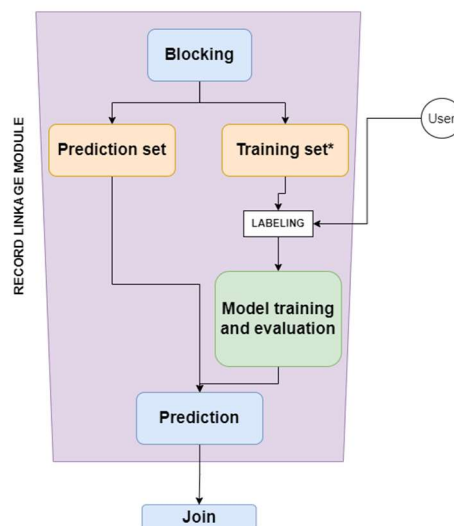 Blocking
Prediction set
Training set*
User
LABELING
Model training
and evaluation
Prediction
Join
RECORD LINKAGE MODULE